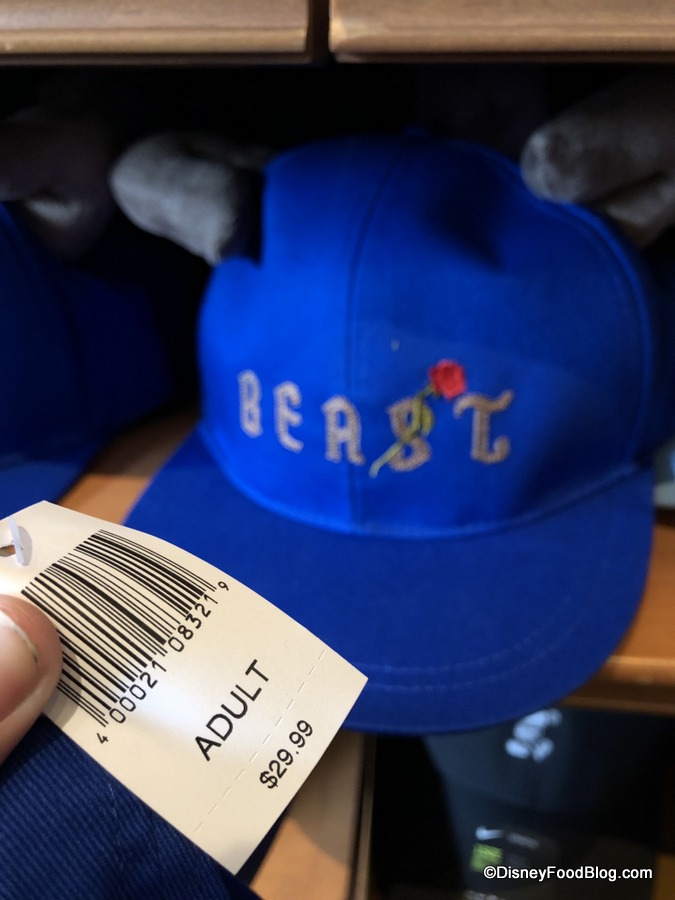 BEAST
4 00021 08321 9
ADULT
$29.99
©DisneyFoodBlog.com